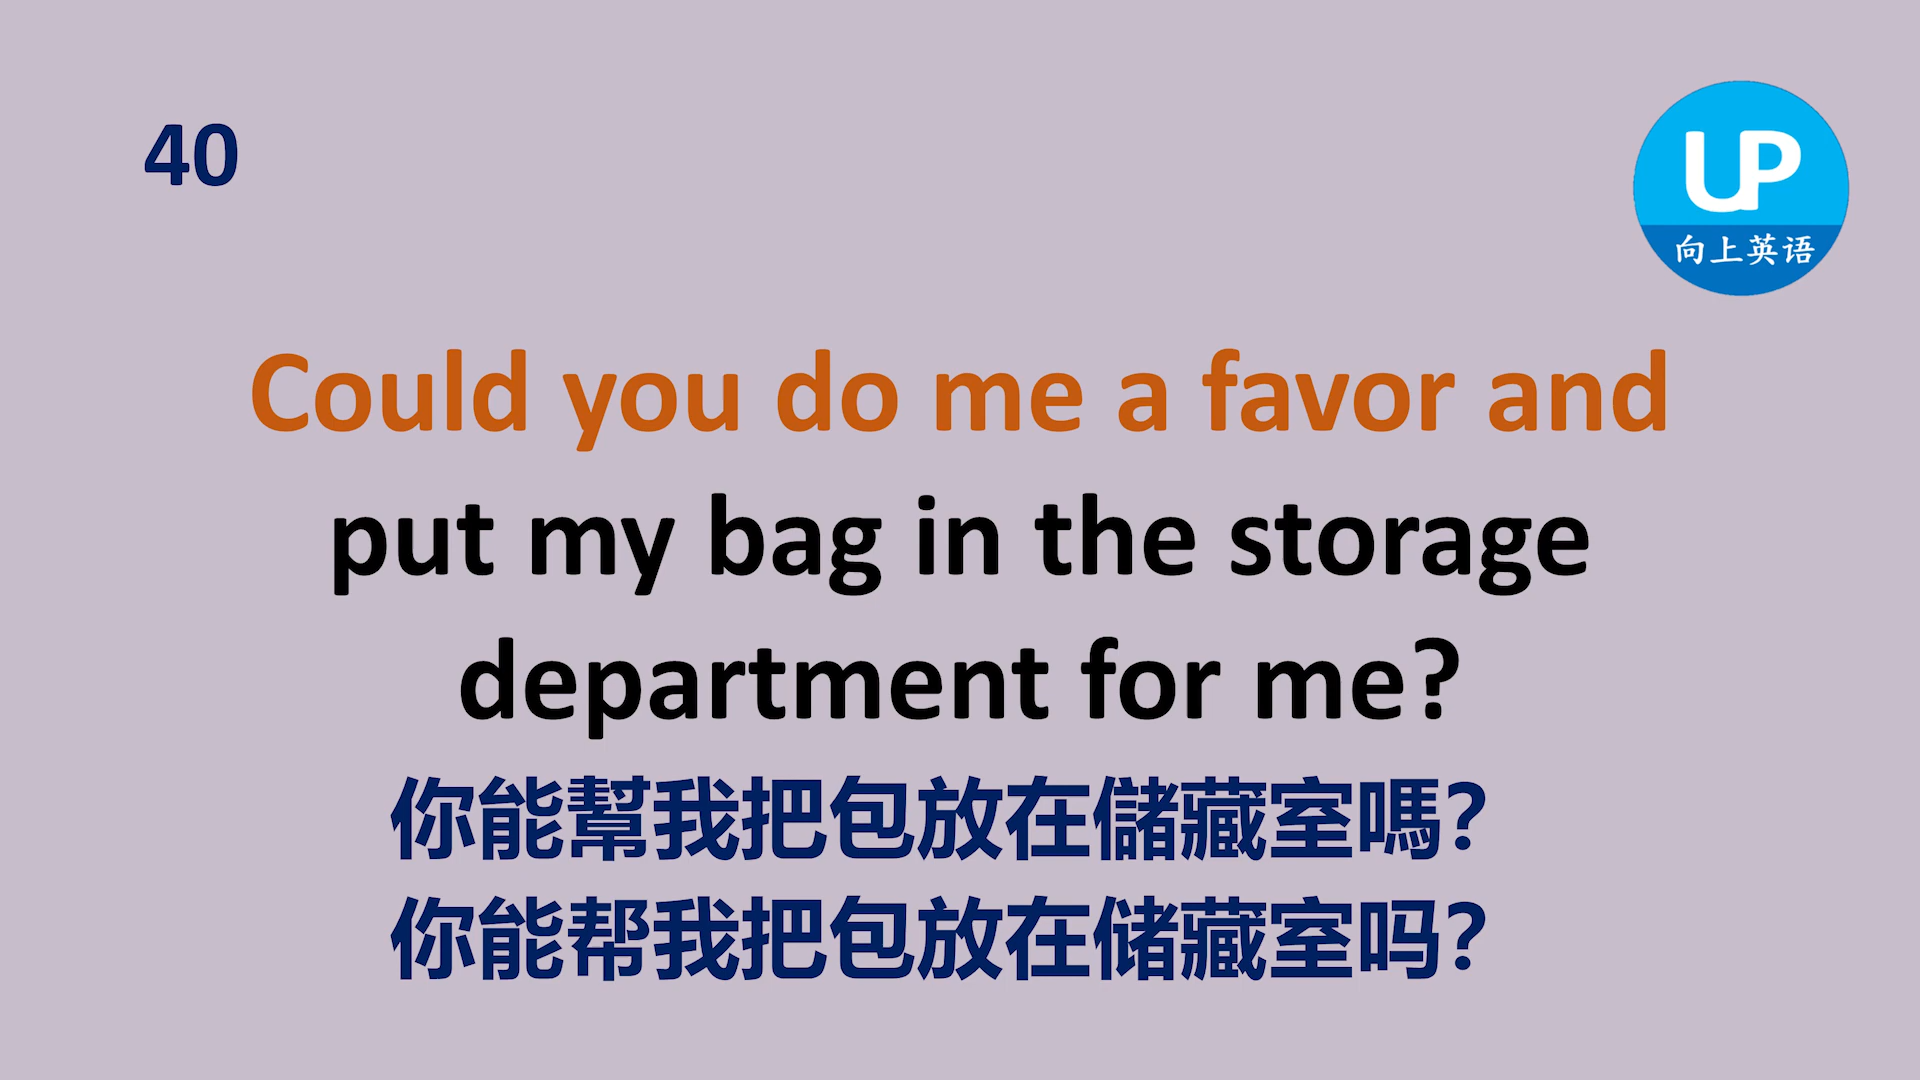 40
UP
向上英语
Could you do me a favor and
put my bag in the storage
department for me?
你能幫我把包放在儲藏室嗎？
你能帮我把包放在储藏室吗？